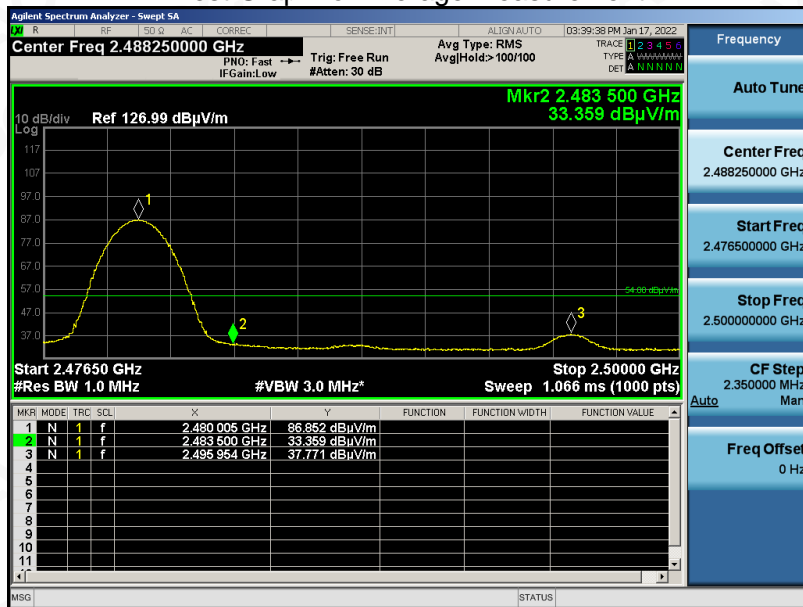 Agilent Spectrum Analyzer - Swept SA
LXI R RF 50 Ω AC CORREC SENSE:INT ALIGN AUTO 03:39:38 PM Jan 17, 2022
Center Freq 2.488250000 GHz
PNO: Fast
IFGain:Low
Trig: Free Run
#Atten: 30 dB
Avg Type: RMS
Avg|Hold:>100/100
TRACE 1 2 3 4 5 6
TYPE A WWWWW
DET A N N N N N
Mkr2 2.483 500 GHz
33.359 dBµV/m
10 dB/div Ref 126.99 dBµV/m
Log
117
107
97.0
87.0
77.0
67.0
57.0
47.0
37.0
1
2
3
54.00 dBµV/m
Start 2.47650 GHz Stop 2.50000 GHz
#Res BW 1.0 MHz #VBW 3.0 MHz* Sweep 1.066 ms (1000 pts)
MKR MODE TRC SCL X Y FUNCTION FUNCTION WIDTH FUNCTION VALUE
1 N 1 f 2.480 005 GHz 86.852 dBµV/m
2 N 1 f 2.483 500 GHz 33.359 dBµV/m
3 N 1 f 2.495 954 GHz 37.771 dBµV/m
4
5
6
7
8
9
10
11
MSG STATUS
Frequency
Auto Tune
Center Freq
2.488250000 GHz
Start Freq
2.476500000 GHz
Stop Freq
2.500000000 GHz
CF Step
2.350000 MHz
Auto Man
Freq Offset
0 Hz